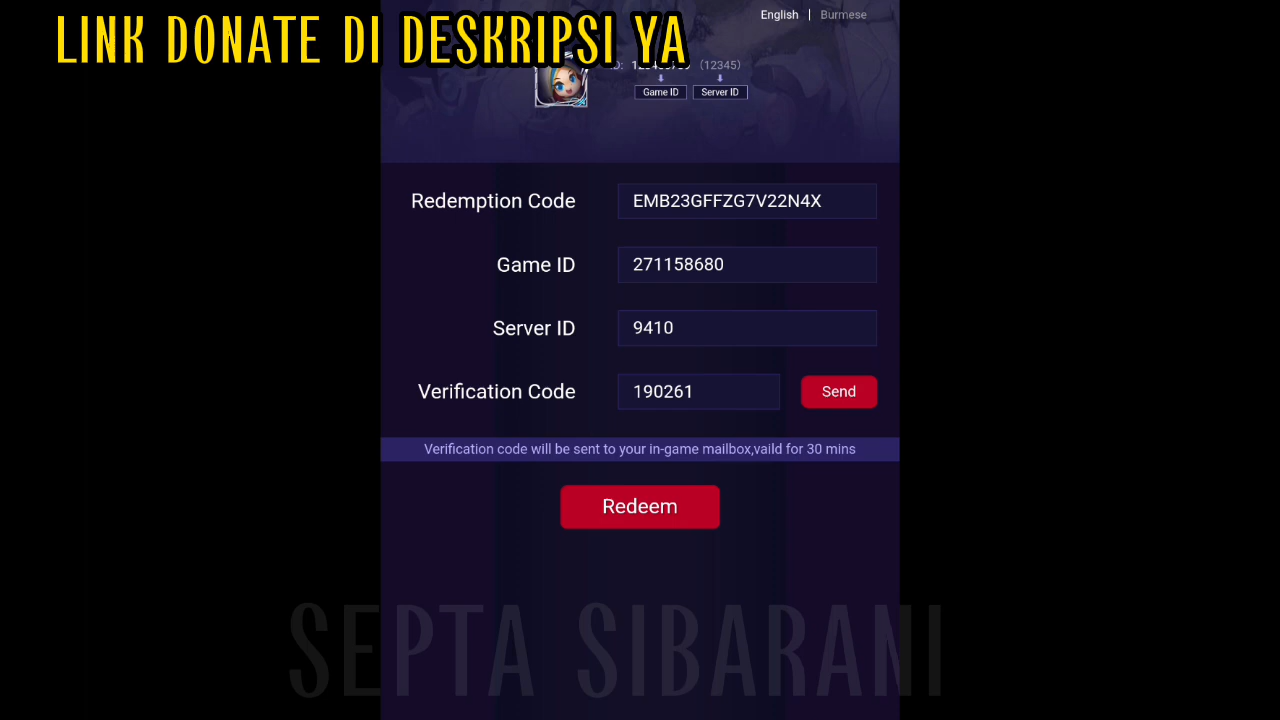 LINK DONATE DI DESKRIPSI YA
English | Burmese
(12345)
Game ID Server ID
Redemption Code EMB23GFFZG7V22N4X
Game ID 271158680
Server ID 9410
Verification Code 190261 Send
Verification code will be sent to your in-game mailbox,vaild for 30 mins
Redeem
SEPTA SIBARANI